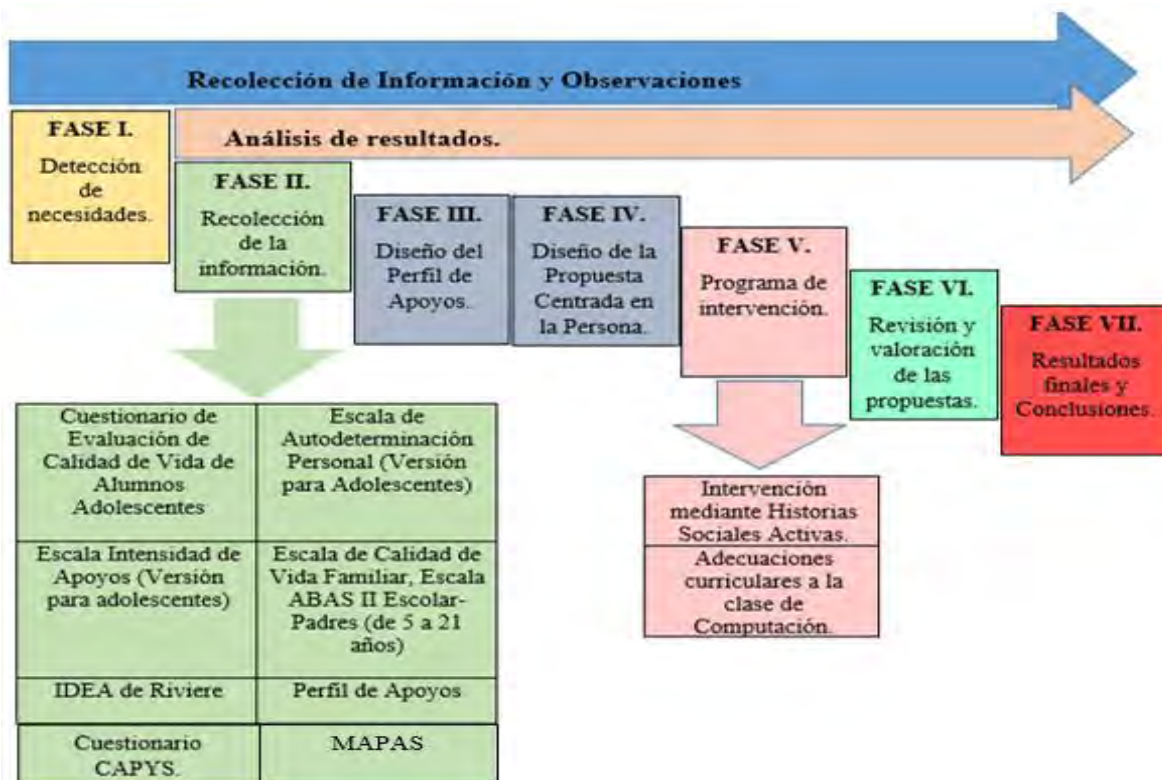 Recolección de Información y Observaciones
Análisis de resultados.
FASE I.
Detección
de
necesidades.
FASE II.
Recolección
de la
información.
FASE III.
Diseño del
Perfil de
Apoyos.
FASE IV.
Diseño de la
Propuesta
Centrada en
la Persona.
FASE V.
Programa de
intervención.
FASE VI.
Revisión y
valoración
de las
propuestas.
FASE VII.
Resultados
finales y
Conclusiones.
Cuestionario de
Evaluación de
Calidad de Vida de
Alumnos
Adolescentes
Escala de
Autodeterminación
Personal (Versión
para Adolescentes)
Escala Intensidad de
Apoyos (Versión
para adolescentes)
Escala de Calidad de
Vida Familiar, Escala
ABAS II Escolar-
Padres (de 5 a 21
años)
IDEA de Riviere
Perfil de Apoyos
Cuestionario
CAPYS.
MAPAS
Intervención
mediante Historias
Sociales Activas.
Adecuaciones
curriculares a la
clase de
Computación.